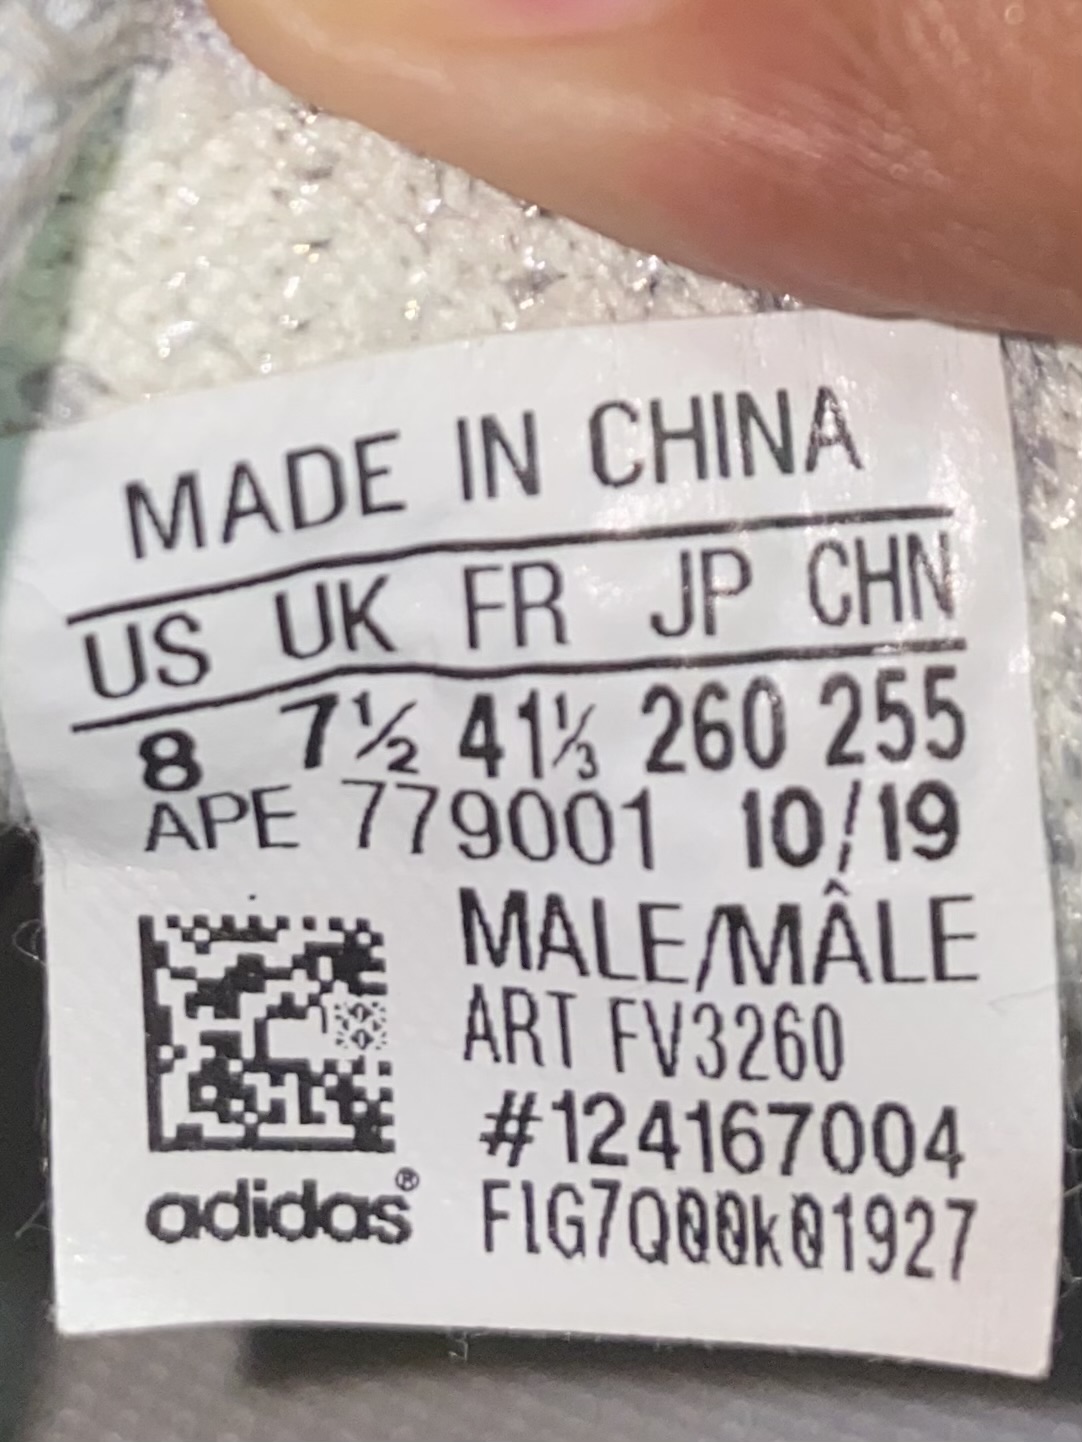 MADE IN CHINA
US UK FR JP CHN
8 7½ 41⅓ 260 255
APE 779001 10/19
MALE/MÂLE
ART FV3260
#124167004
adidas®
F1G7Q00k01927